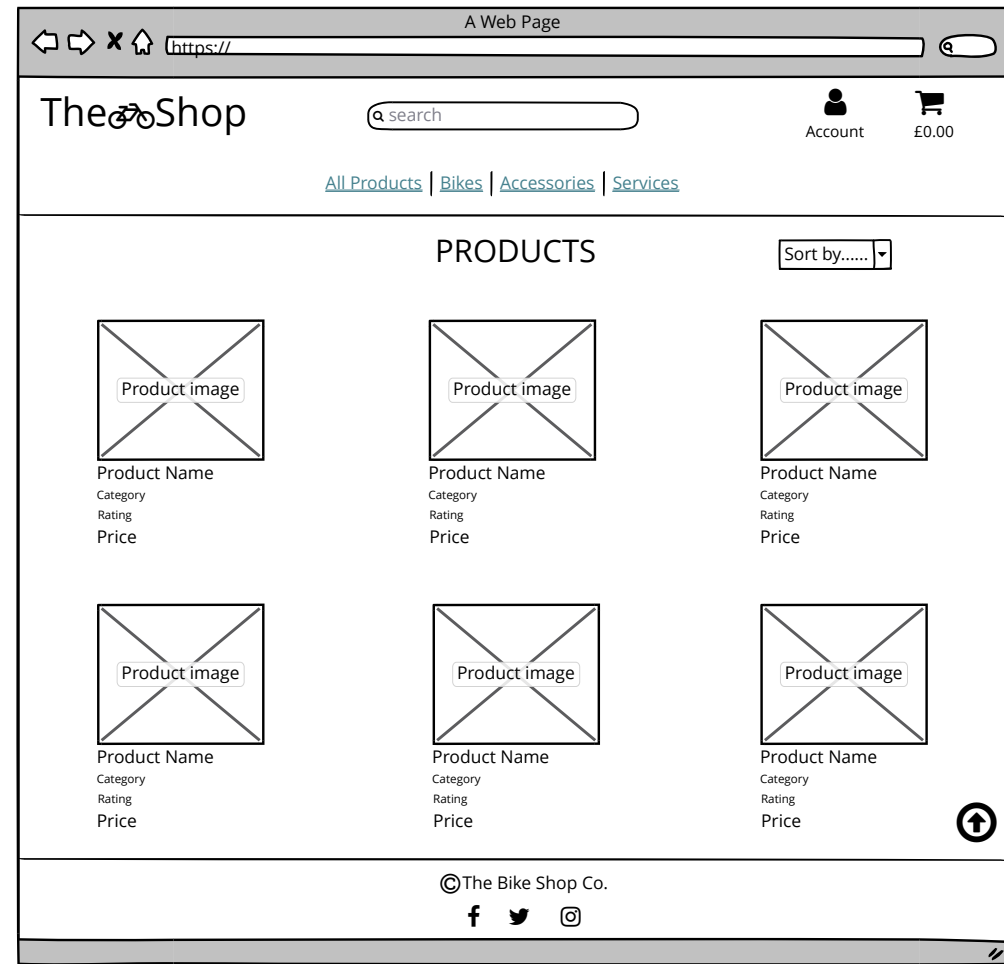 A Web Page
https://
The Shop
search
Account
£0.00
All Products | Bikes | Accessories | Services
PRODUCTS
Sort by......
Product image Product image Product image
Product Name Product Name Product Name
Category Category Category
Rating Rating Rating
Price Price Price
Product image Product image Product image
Product Name Product Name Product Name
Category Category Category
Rating Rating Rating
Price Price Price
©The Bike Shop Co.